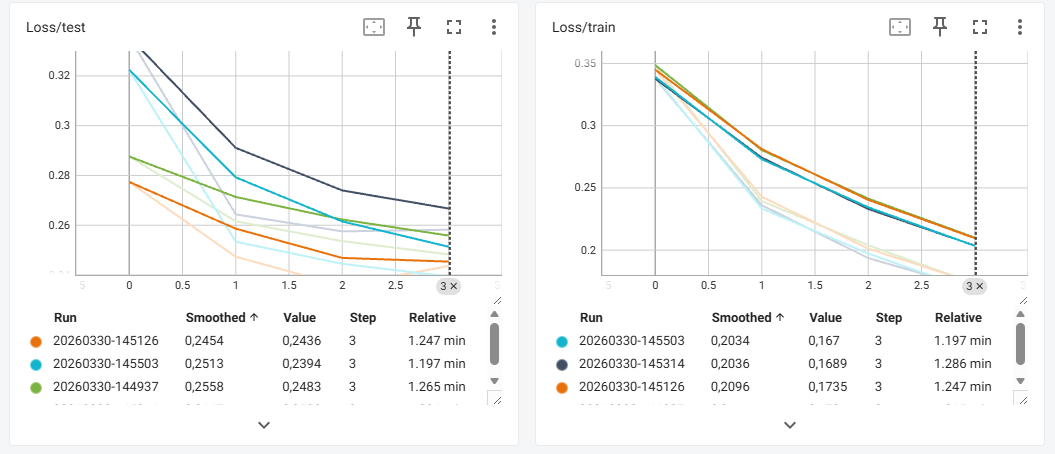 Loss/test
0.32
0.3
0.28
0.26
0.24
5 0 0.5 1 1.5 2 2.5 3 3
Run Smoothed Value Step Relative
20260330-145126 0,2454 0,2436 3 1.247 min
20260330-145503 0,2513 0,2394 3 1.197 min
20260330-144937 0,2558 0,2483 3 1.265 min
Loss/train
0.35
0.3
0.25
0.2
5 0 0.5 1 1.5 2 2.5 3 3
Run Smoothed Value Step Relative
20260330-145503 0,2034 0,167 3 1.197 min
20260330-145314 0,2036 0,1689 3 1.286 min
20260330-145126 0,2096 0,1735 3 1.247 min